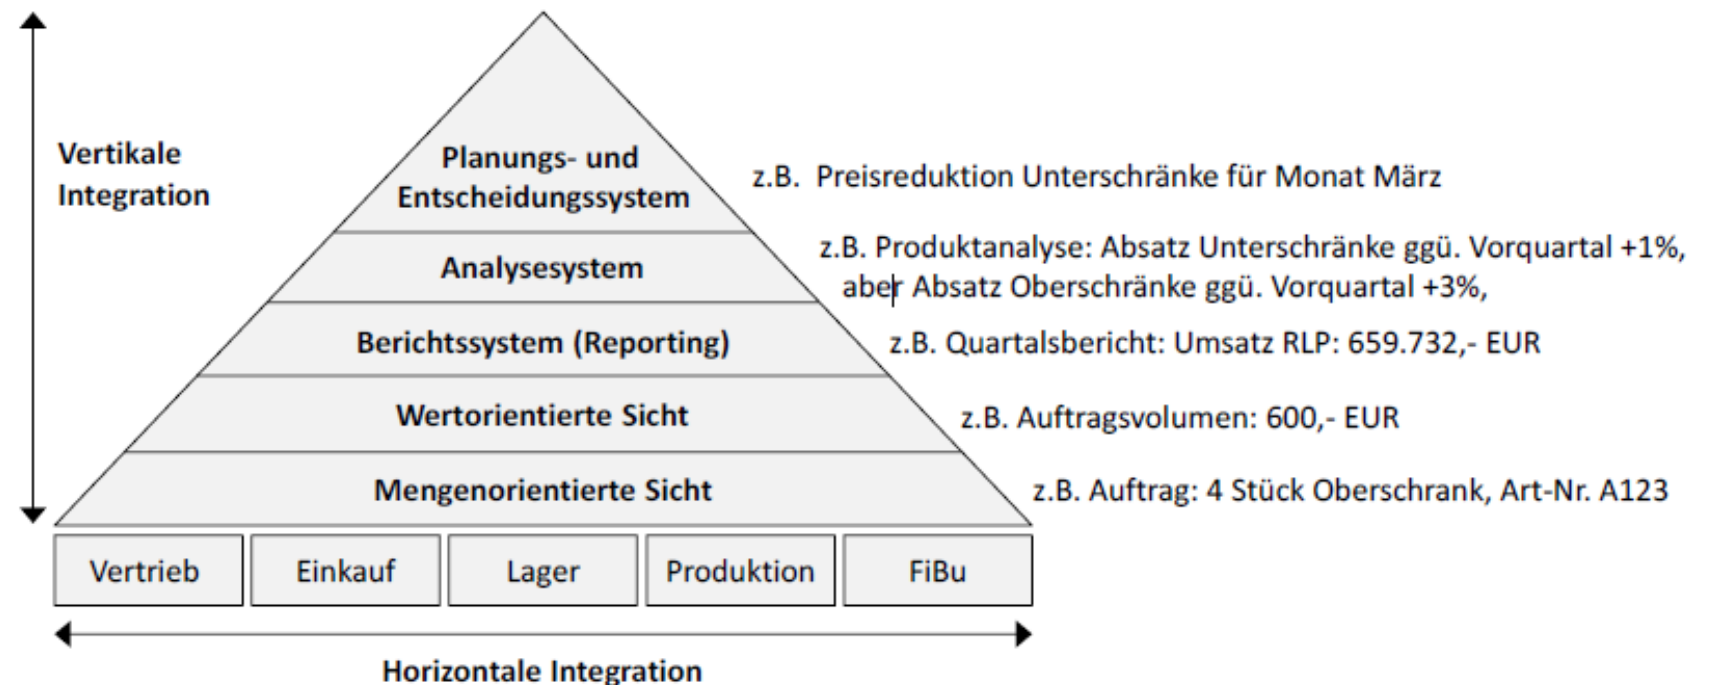 Vertikale
Integration
Planungs- und
Entscheidungssystem
z.B. Preisreduktion Unterschränke für Monat März
Analysesystem
z.B. Produktanalyse: Absatz Unterschränke ggü. Vorquartal +1%,
aber Absatz Oberschränke ggü. Vorquartal +3%,
Berichtssystem (Reporting)
z.B. Quartalsbericht: Umsatz RLP: 659.732,- EUR
Wertorientierte Sicht
z.B. Auftragsvolumen: 600,- EUR
Mengenorientierte Sicht
z.B. Auftrag: 4 Stück Oberschrank, Art-Nr. A123
Vertrieb
Einkauf
Lager
Produktion
FiBu
Horizontale Integration